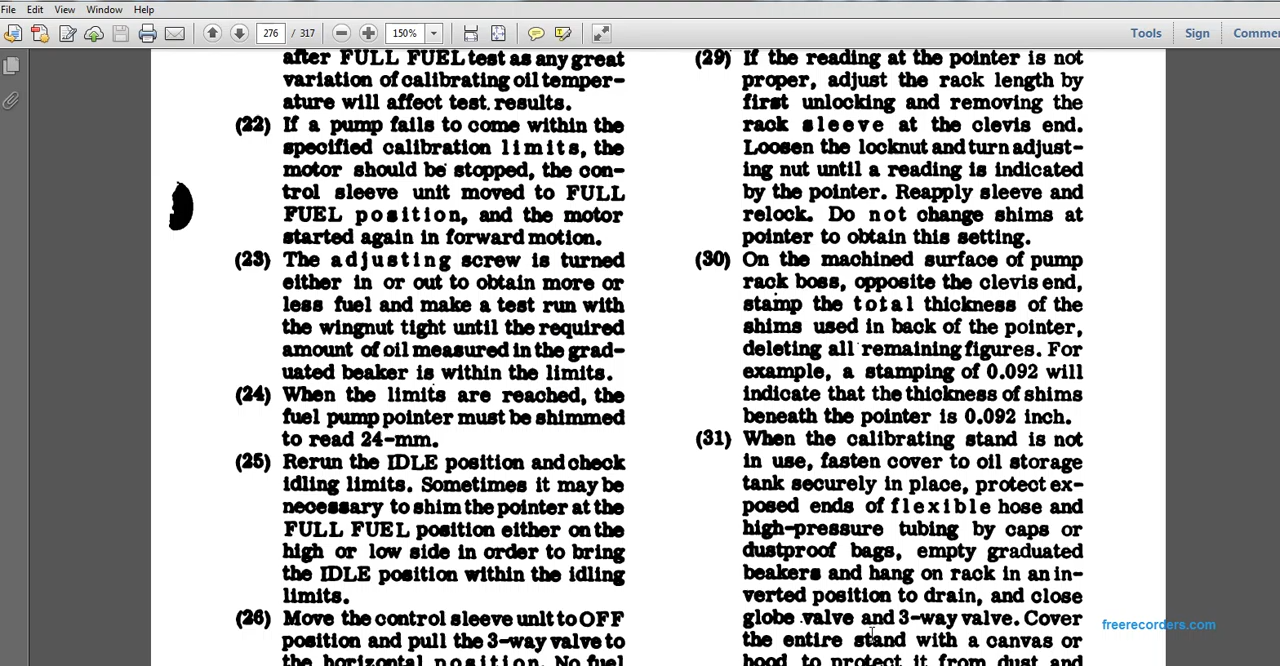 File Edit View Window Help
276 / 317 150% Tools Sign Comme
after FULL FUEL test as any great
variation of calibrating oil temper-
ature will affect test results.
(22) If a pump fails to come within the
specified calibration limits, the
motor should be stopped, the con-
trol sleeve unit moved to FULL
FUEL position, and the motor
started again in forward motion.
(23) The adjusting screw is turned
either in or out to obtain more or
less fuel and make a test run with
the wingnut tight until the required
amount of oil measured in the grad-
uated beaker is within the limits.
(24) When the limits are reached, the
fuel pump pointer must be shimmed
to read 24-mm.
(25) Rerun the IDLE position and check
idling limits. Sometimes it may be
necessary to shim the pointer at the
FULL FUEL position either on the
high or low side in order to bring
the IDLE position within the idling
limits.
(26) Move the control sleeve unit to OFF
position and pull the 3-way valve to
the horizontal position. No fuel
(29) If the reading at the pointer is not
proper, adjust the rack length by
first unlocking and removing the
rack sleeve at the clevis end.
Loosen the locknut and turn adjust-
ing nut until a reading is indicated
by the pointer. Reapply sleeve and
relock. Do not change shims at
pointer to obtain this setting.
(30) On the machined surface of pump
rack boss, opposite the clevis end,
stamp the total thickness of the
shims used in back of the pointer,
deleting all remaining figures. For
example, a stamping of 0.092 will
indicate that the thickness of shims
beneath the pointer is 0.092 inch.
(31) When the calibrating stand is not
in use, fasten cover to oil storage
tank securely in place, protect ex-
posed ends of flexible hose and
high-pressure tubing by caps or
dustproof bags, empty graduated
beakers and hang on rack in an in-
verted position to drain, and close
globe valve and 3-way valve. Cover
the entire stand with a canvas or
hood to protect it from dust and
freerecorders.com